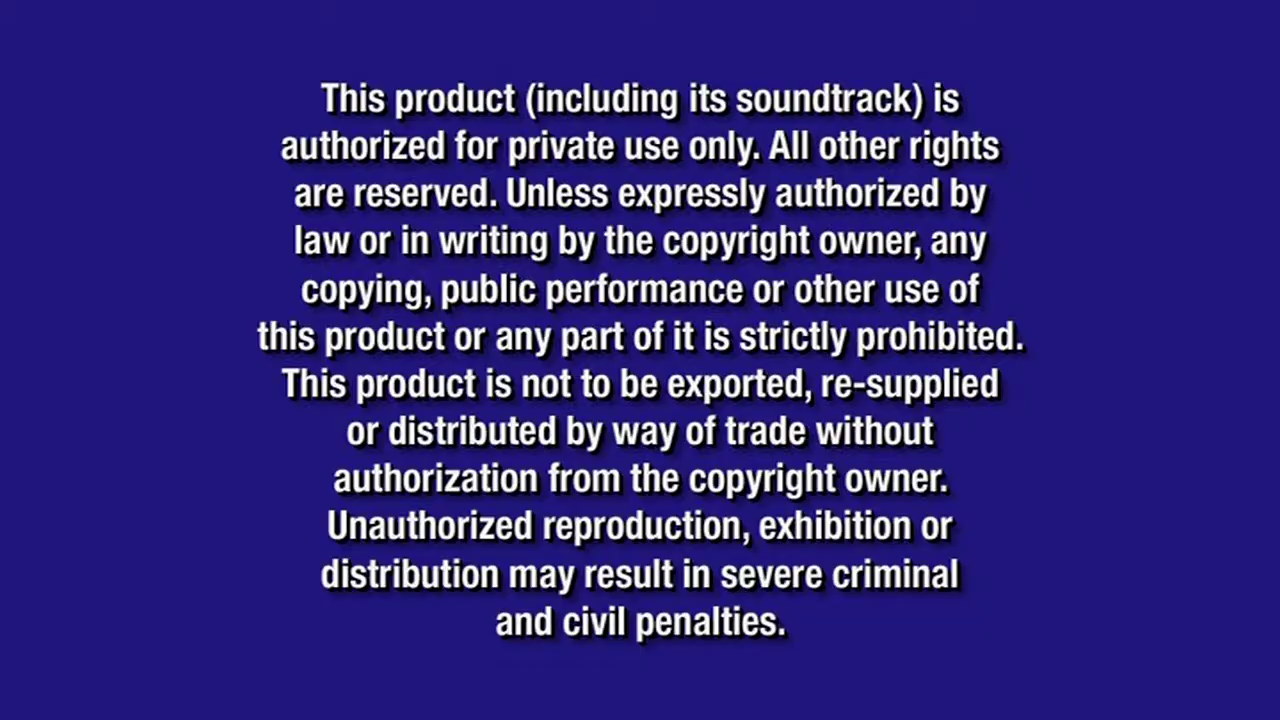 This product (including its soundtrack) is
authorized for private use only. All other rights
are reserved. Unless expressly authorized by
law or in writing by the copyright owner, any
copying, public performance or other use of
this product or any part of it is strictly prohibited.
This product is not to be exported, re-supplied
or distributed by way of trade without
authorization from the copyright owner.
Unauthorized reproduction, exhibition or
distribution may result in severe criminal
and civil penalties.